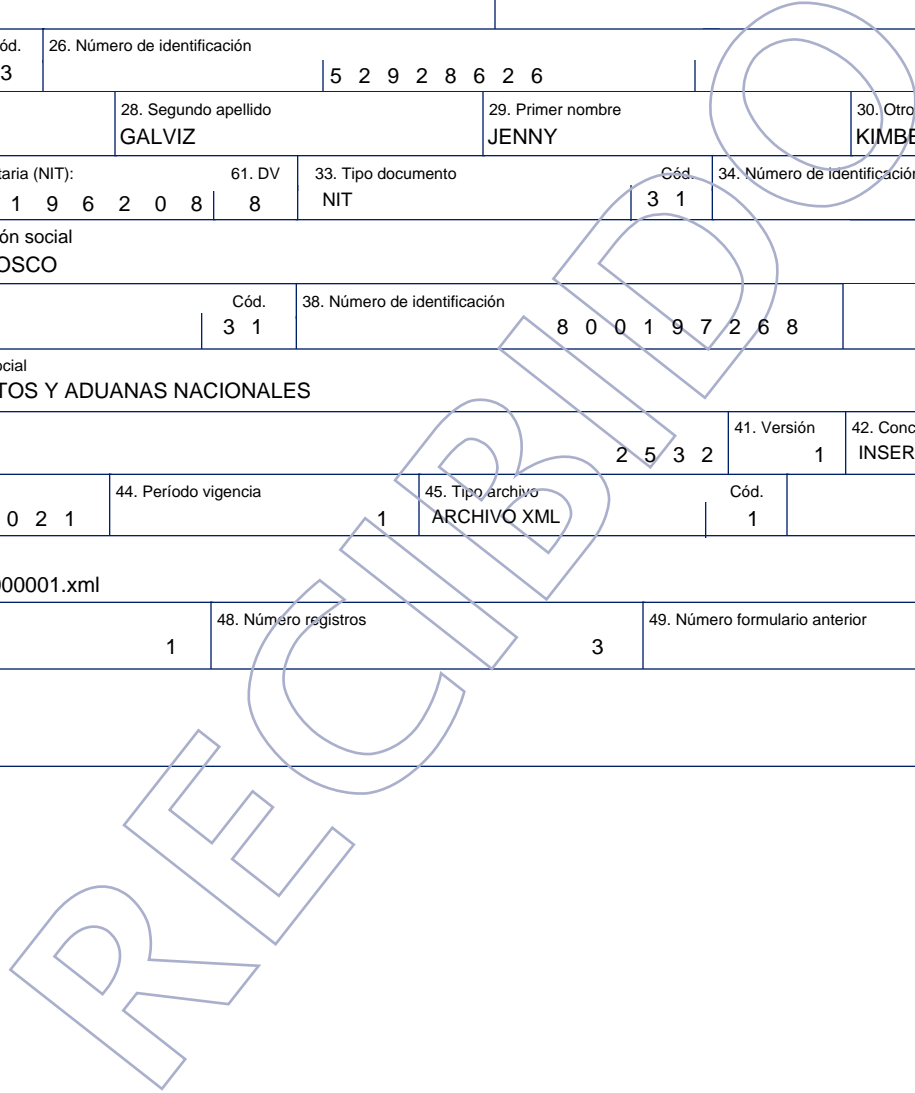 ód. 26. Número de identificación
3 5 2 9 2 8 6 2 6
28. Segundo apellido 29. Primer nombre 30. Otro
GALVIZ JENNY KIMBE
taria (NIT): 61. DV 33. Tipo documento Cód. 34. Número de identificación
1 9 6 2 0 8 8 NIT 3 1
ón social
OSCO
Cód. 38. Número de identificación
3 1 8 0 0 1 9 7 2 6 8
ocial
TOS Y ADUANAS NACIONALES
41. Versión 42. Conc
2 5 3 2 1 INSER
44. Período vigencia 45. Tipo archivo Cód.
0 2 1 1 ARCHIVO XML 1
000001.xml
48. Número registros 49. Número formulario anterior
1 3
RECIBIDO